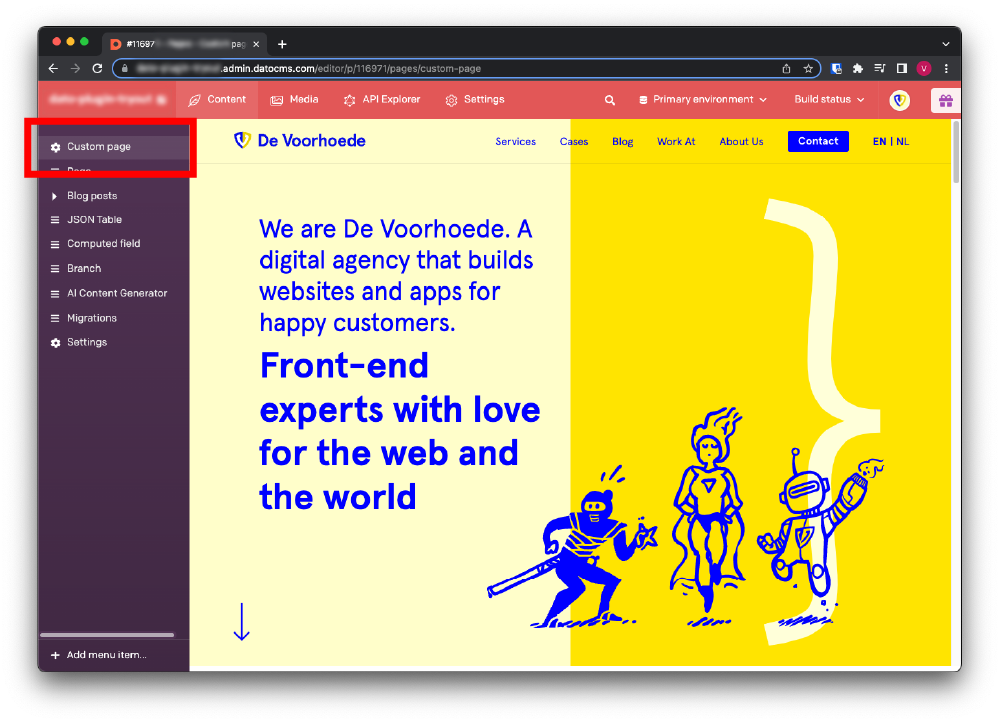 #11697
pag
.admin.datocms.com/editor/p/116971/pages/custom-page
V
Content
Media
API Explorer
Settings
Primary environment
Build status
Custom page
Page
Blog posts
JSON Table
Computed field
Branch
AI Content Generator
Migrations
Settings
Add menu item...
De Voorhoede
Services
Cases
Blog
Work At
About Us
Contact
EN | NL
We are De Voorhoede. A
digital agency that builds
websites and apps for
happy customers.
Front-end
experts with love
for the web and
the world